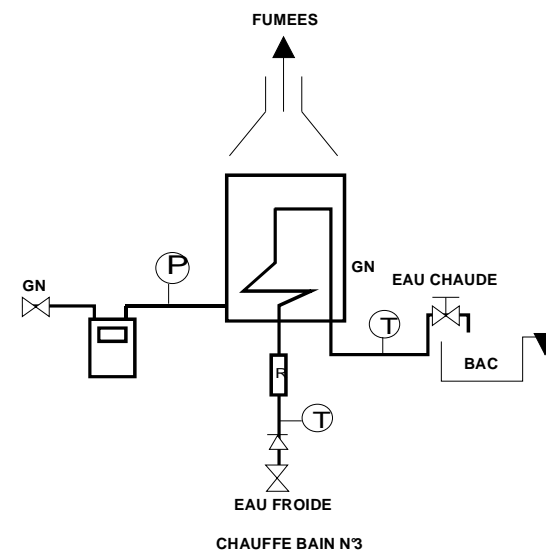 FUMEES
GN
P
GN
EAU CHAUDE
T
BAC
R
T
EAU FROIDE
CHAUFFE BAIN N°3